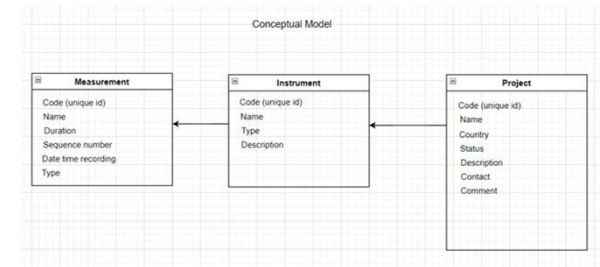 Conceptual Model
Measurement
Code (unique id)
Name
Duration
Sequence number
Date time recording
Type
Instrument
Code (unique id)
Name
Type
Description
Project
Code (unique id)
Name
Country
Status
Description
Contact
Comment